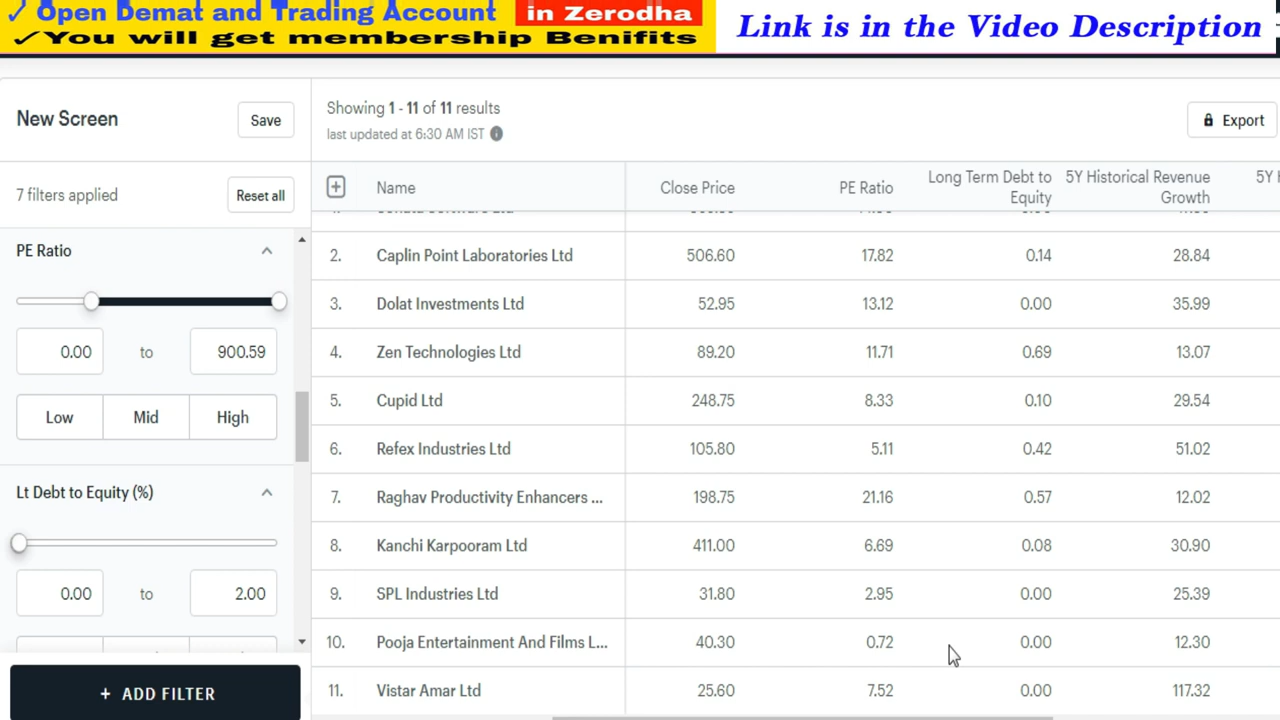 ✓ Open Demat and Trading Account in Zerodha
✓You will get membership Benifits
Link is in the Video Description
New Screen
Save
Showing 1 - 11 of 11 results
last updated at 6:30 AM IST
Export
7 filters applied
Reset all
Name Close Price PE Ratio Long Term Debt to Equity 5Y Historical Revenue Growth 5Y
2. Caplin Point Laboratories Ltd 506.60 17.82 0.14 28.84
3. Dolat Investments Ltd 52.95 13.12 0.00 35.99
4. Zen Technologies Ltd 89.20 11.71 0.69 13.07
5. Cupid Ltd 248.75 8.33 0.10 29.54
6. Refex Industries Ltd 105.80 5.11 0.42 51.02
7. Raghav Productivity Enhancers ... 198.75 21.16 0.57 12.02
8. Kanchi Karpooram Ltd 411.00 6.69 0.08 30.90
9. SPL Industries Ltd 31.80 2.95 0.00 25.39
10. Pooja Entertainment And Films L... 40.30 0.72 0.00 12.30
11. Vistar Amar Ltd 25.60 7.52 0.00 117.32
PE Ratio
0.00 to 900.59
Low Mid High
Lt Debt to Equity (%)
0.00 to 2.00
+ ADD FILTER